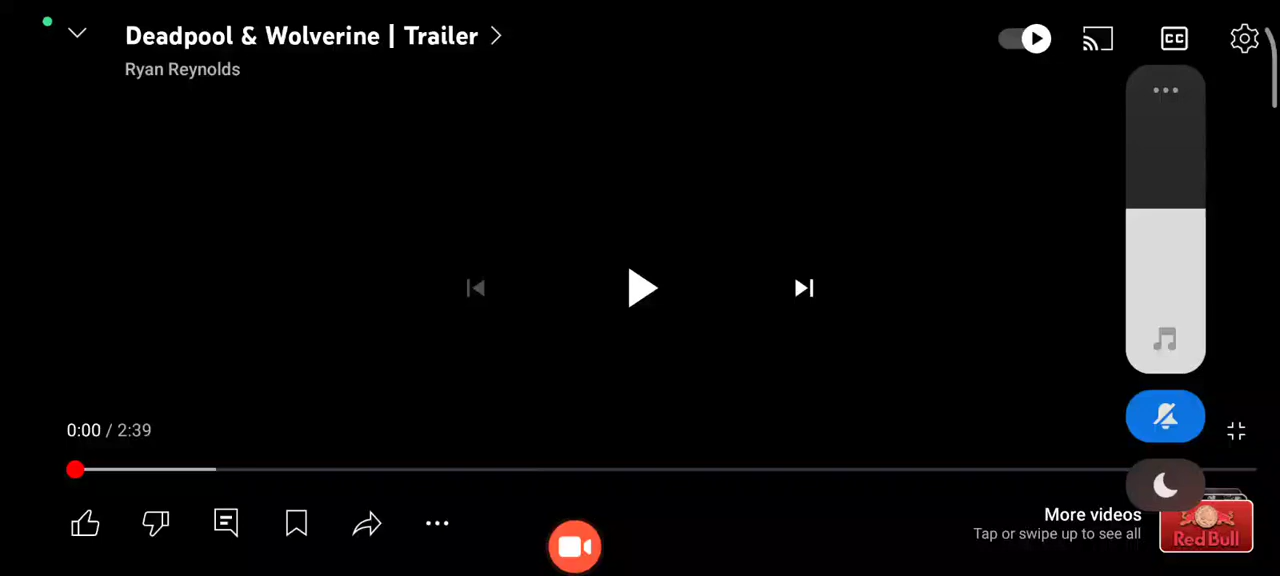 Deadpool & Wolverine | Trailer
Ryan Reynolds
CC
0:00 / 2:39
More videos
Tap or swipe up to see all
Red Bull